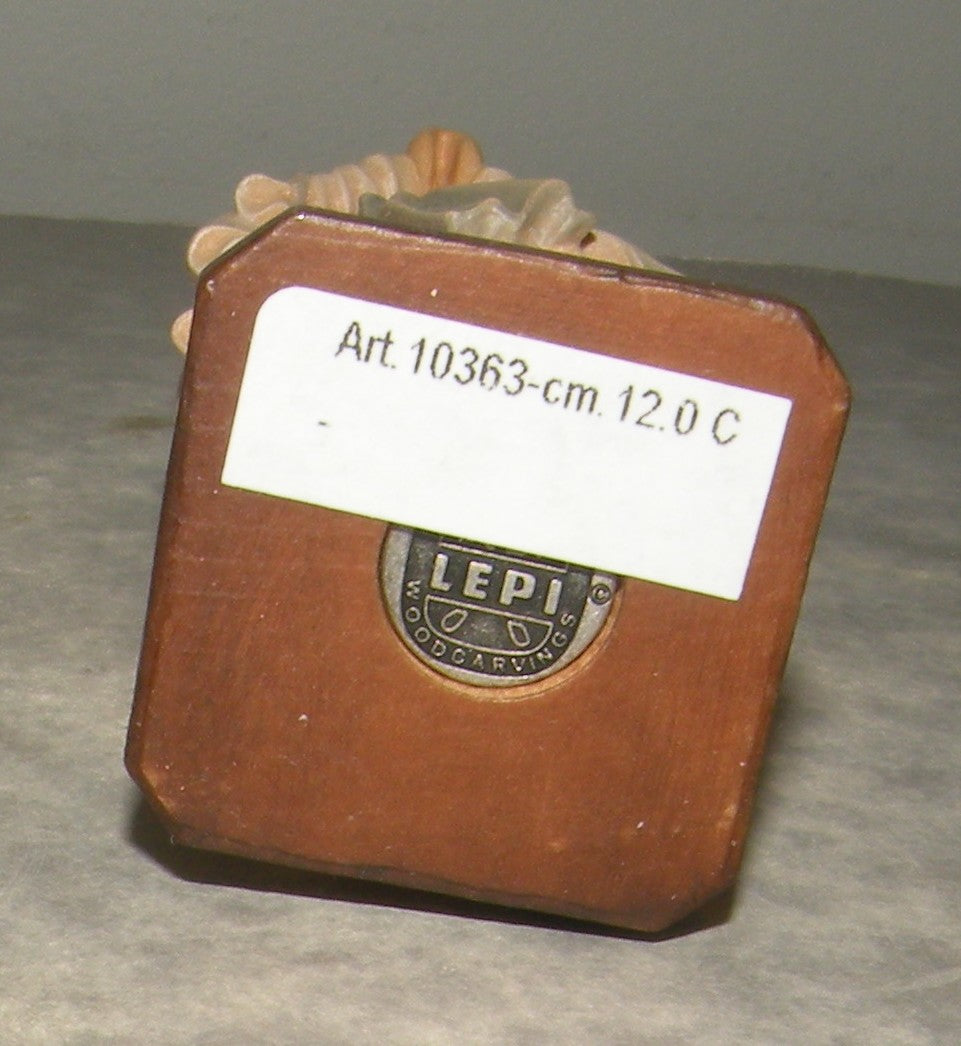 Art. 10363-cm. 12.0 C
-
LEPI
©
WOODCARVINGS